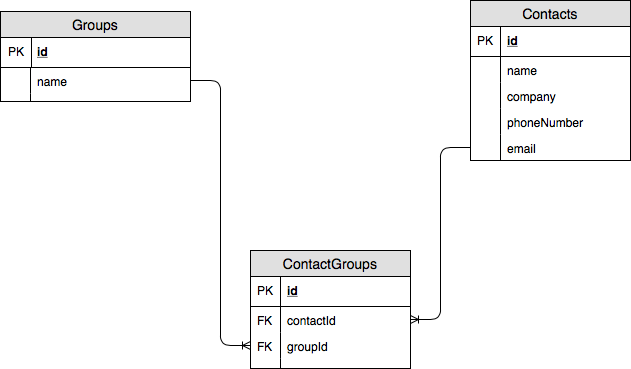 Groups
PK id
name
Contacts
PK id
name
company
phoneNumber
email
ContactGroups
PK id
FK contactId
FK groupId